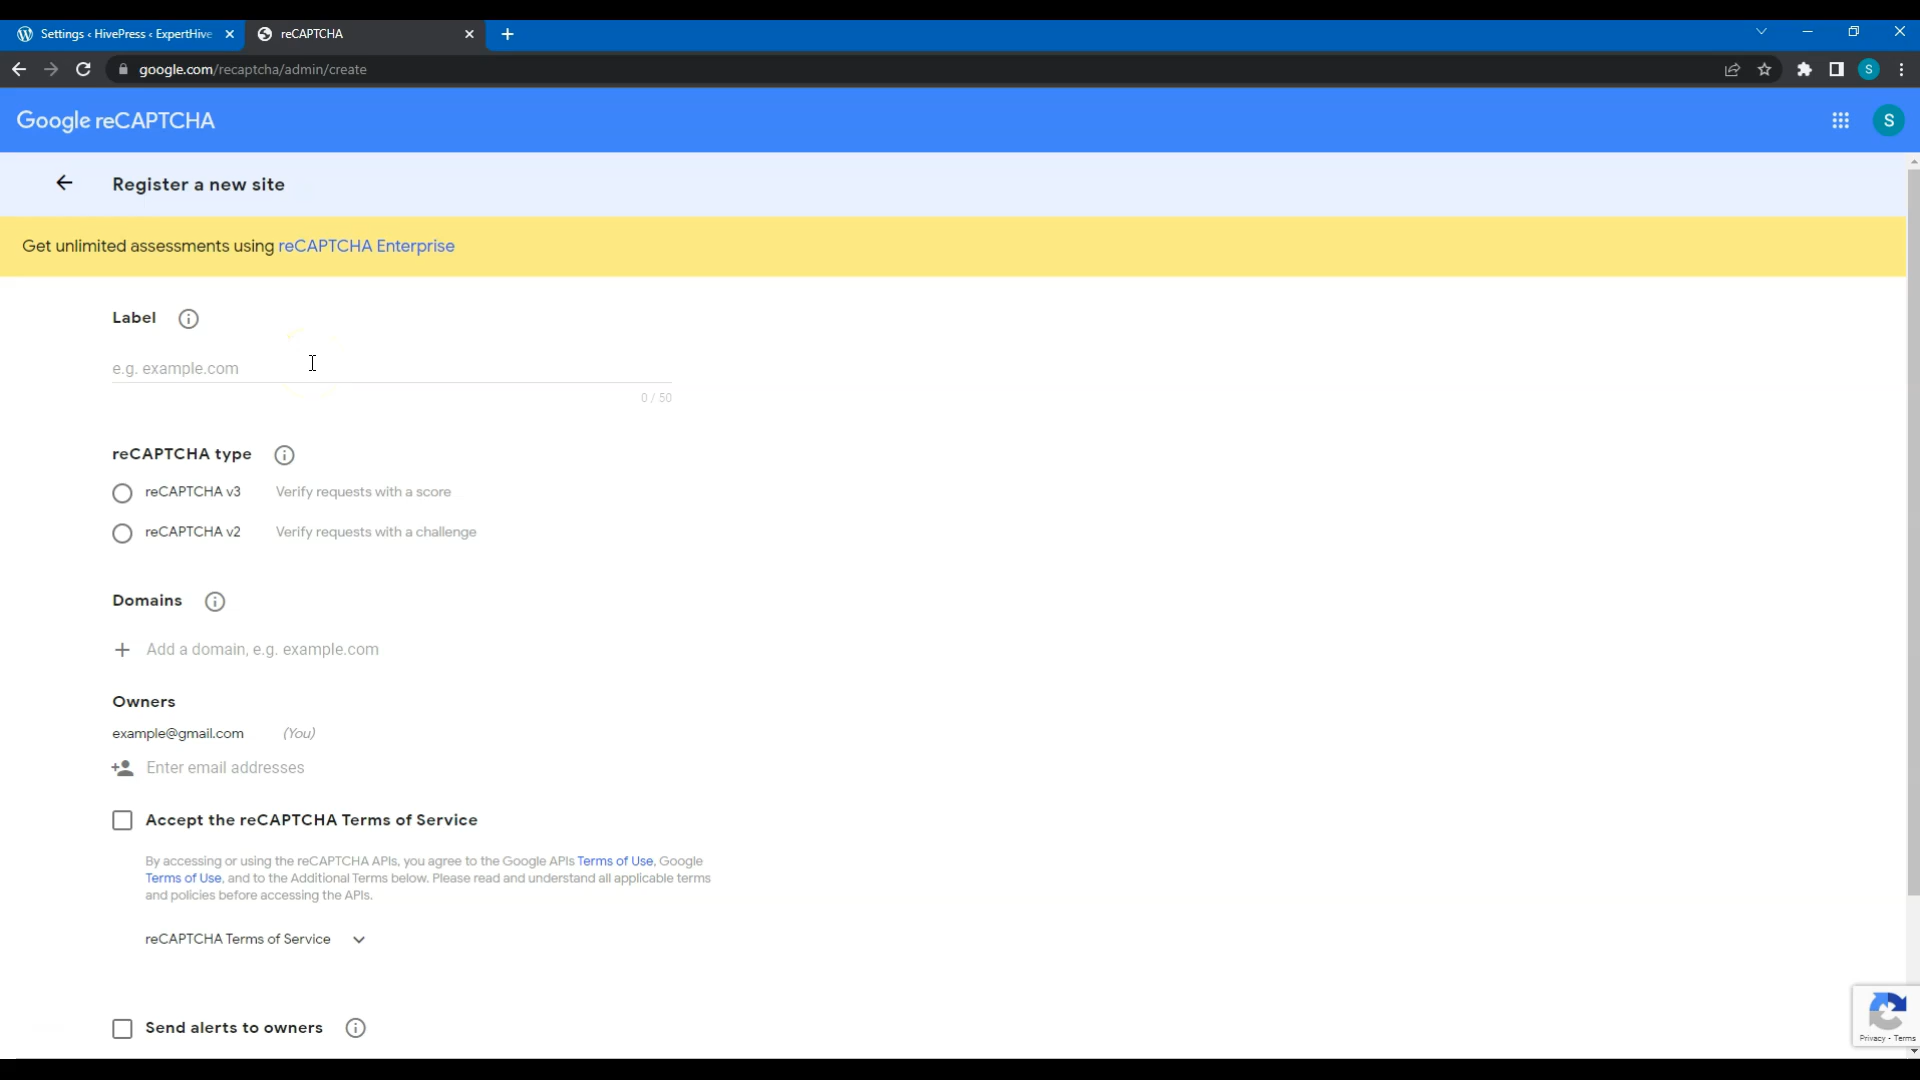 Settings ‹ HivePress ‹ ExpertHive
reCAPTCHA
google.com/recaptcha/admin/create
S
Google reCAPTCHA
S
Register a new site
Get unlimited assessments using reCAPTCHA Enterprise
Label
e.g. example.com
0 / 50
reCAPTCHA type
reCAPTCHA v3 Verify requests with a score
reCAPTCHA v2 Verify requests with a challenge
Domains
Add a domain, e.g. example.com
Owners
example@gmail.com (You)
Enter email addresses
Accept the reCAPTCHA Terms of Service
By accessing or using the reCAPTCHA APIs, you agree to the Google APIs Terms of Use, Google
Terms of Use, and to the Additional Terms below. Please read and understand all applicable terms
and policies before accessing the APIs.
reCAPTCHA Terms of Service
Send alerts to owners
Privacy - Terms